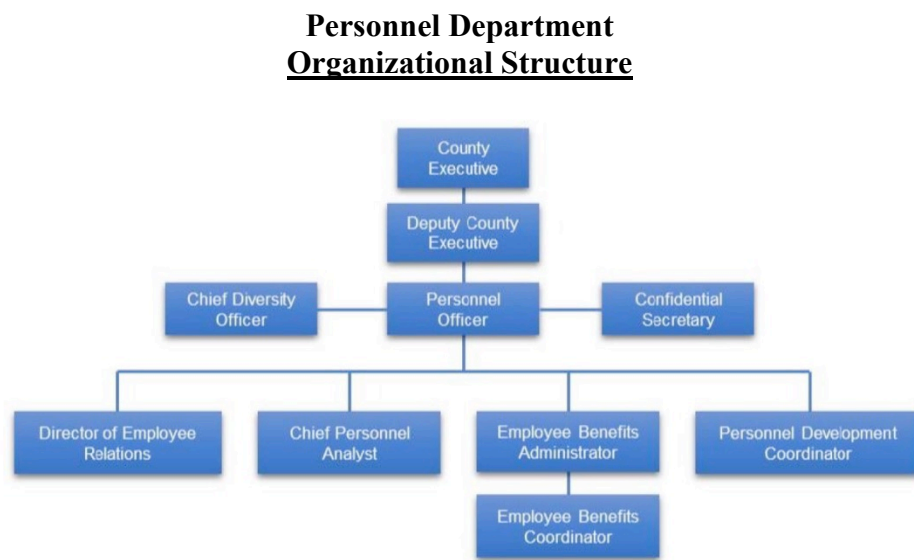 Personnel Department
Organizational Structure
County
Executive
Deputy County
Executive
Chief Diversity
Officer
Personnel
Officer
Confidential
Secretary
Director of Employee
Relations
Chief Personnel
Analyst
Employee Benefits
Administrator
Personnel Development
Coordinator
Employee Benefits
Coordinator